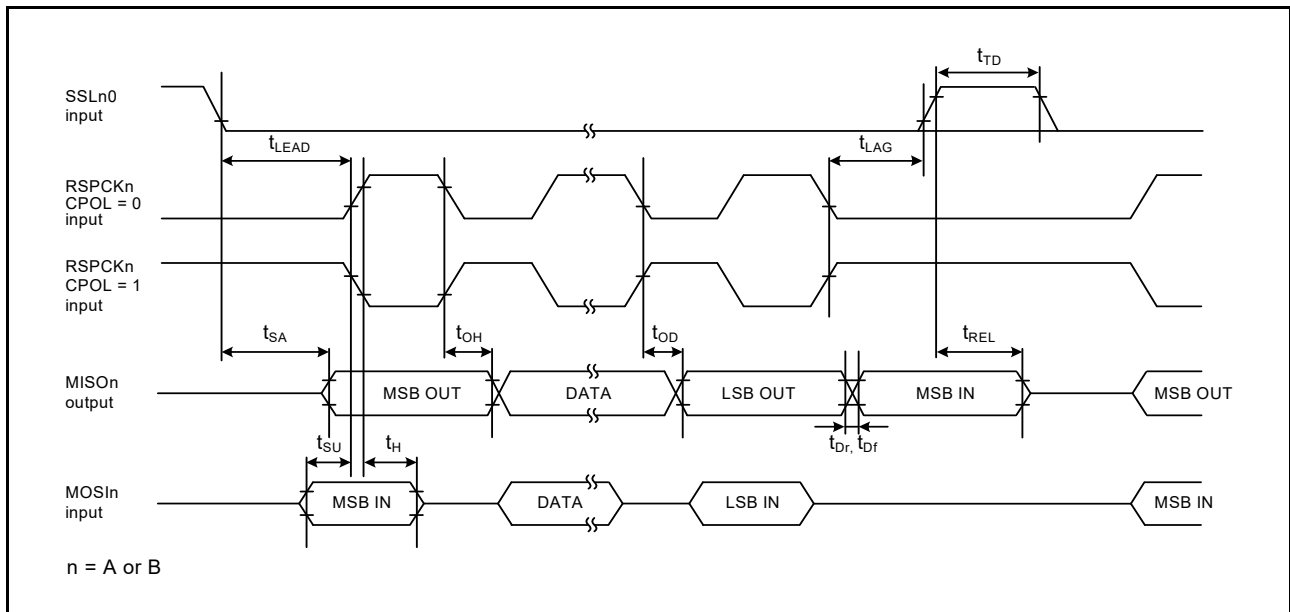 tTD
SSLn0
input
tLEAD
tLAG
RSPCKn
CPOL = 0
input
RSPCKn
CPOL = 1
input
tSA
tOH
tOD
tREL
MISOn
output
MSB OUT
DATA
LSB OUT
MSB IN
MSB OUT
tSU
tH
tDr, tDf
MOSIn
input
MSB IN
DATA
LSB IN
MSB IN
n = A or B